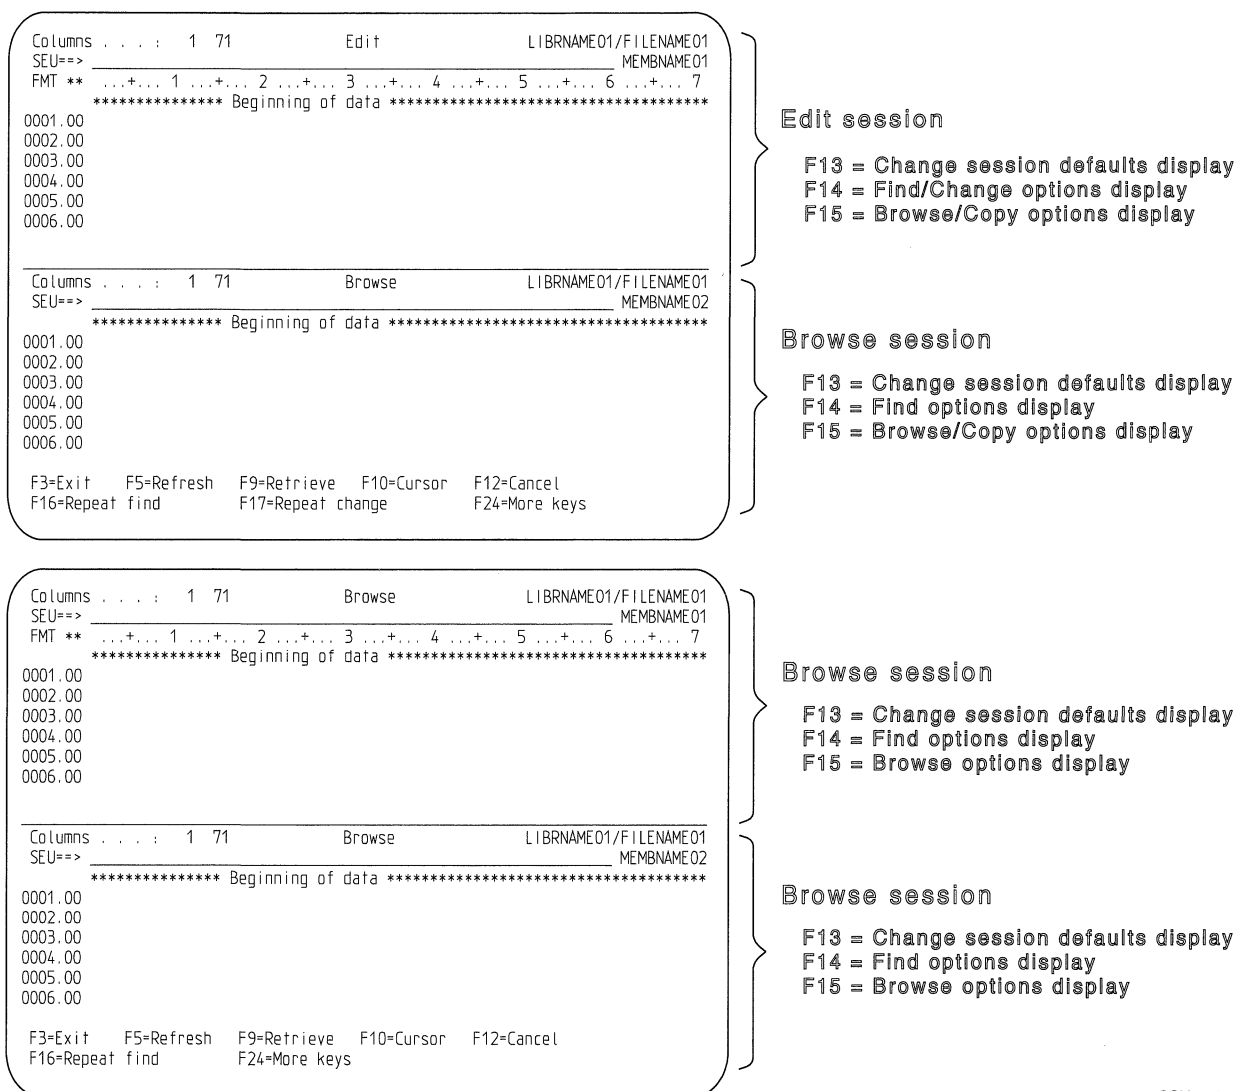 Columns . . . :    1  71            Edit                 LIBRNAME01/FILENAME01
SEU==>                                                   MEMBNAME01
FMT **  ...+... 1 ...+... 2 ...+... 3 ...+... 4 ...+... 5 ...+... 6 ...+... 7
*************** Beginning of data *************************************
0001.00
0002.00
0003.00
0004.00
0005.00
0006.00
Edit session
F13 = Change session defaults display
F14 = Find/Change options display
F15 = Browse/Copy options display
Columns . . . :    1  71            Browse               LIBRNAME01/FILENAME01
SEU==>                                                   MEMBNAME02
*************** Beginning of data *************************************
0001.00
0002.00
0003.00
0004.00
0005.00
0006.00
F3=Exit    F5=Refresh   F9=Retrieve   F10=Cursor   F12=Cancel
F16=Repeat find         F17=Repeat change          F24=More keys
Browse session
F13 = Change session defaults display
F14 = Find options display
F15 = Browse/Copy options display
Columns . . . :    1  71            Browse               LIBRNAME01/FILENAME01
SEU==>                                                   MEMBNAME01
FMT **  ...+... 1 ...+... 2 ...+... 3 ...+... 4 ...+... 5 ...+... 6 ...+... 7
*************** Beginning of data *************************************
0001.00
0002.00
0003.00
0004.00
0005.00
0006.00
Browse session
F13 = Change session defaults display
F14 = Find options display
F15 = Browse options display
Columns . . . :    1  71            Browse               LIBRNAME01/FILENAME01
SEU==>                                                   MEMBNAME02
*************** Beginning of data *************************************
0001.00
0002.00
0003.00
0004.00
0005.00
0006.00
F3=Exit    F5=Refresh   F9=Retrieve   F10=Cursor   F12=Cancel
F16=Repeat find         F24=More keys
Browse session
F13 = Change session defaults display
F14 = Find options display
F15 = Browse options display